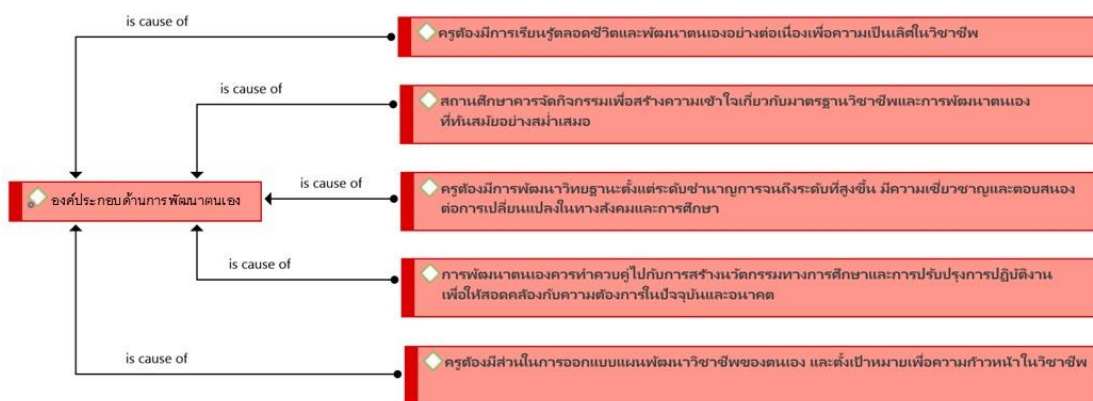 is cause of
ครูต้องมีการเรียนรู้ตลอดชีวิตและพัฒนาตนเองอย่างต่อเนื่องเพื่อความเป็นเลิศในวิชาชีพ
is cause of
สถานศึกษาควรจัดกิจกรรมเพื่อสร้างความเข้าใจเกี่ยวกับมาตรฐานวิชาชีพและการพัฒนาตนเอง
ที่ทันสมัยอย่างสม่ำเสมอ
องค์ประกอบด้านการพัฒนาตนเอง
is cause of
ครูต้องมีการพัฒนาวิทยฐานะตั้งแต่ระดับชำนาญการจนถึงระดับที่สูงขึ้น มีความเชี่ยวชาญและตอบสนอง
ต่อการเปลี่ยนแปลงในทางสังคมและการศึกษา
is cause of
การพัฒนาตนเองควรทำควบคู่ไปกับการสร้างนวัตกรรมทางการศึกษาและการปรับปรุงการปฏิบัติงาน
เพื่อให้สอดคล้องกับความต้องการในปัจจุบันและอนาคต
is cause of
ครูต้องมีส่วนในการออกแบบแผนพัฒนาวิชาชีพของตนเอง และตั้งเป้าหมายเพื่อความก้าวหน้าในวิชาชีพ